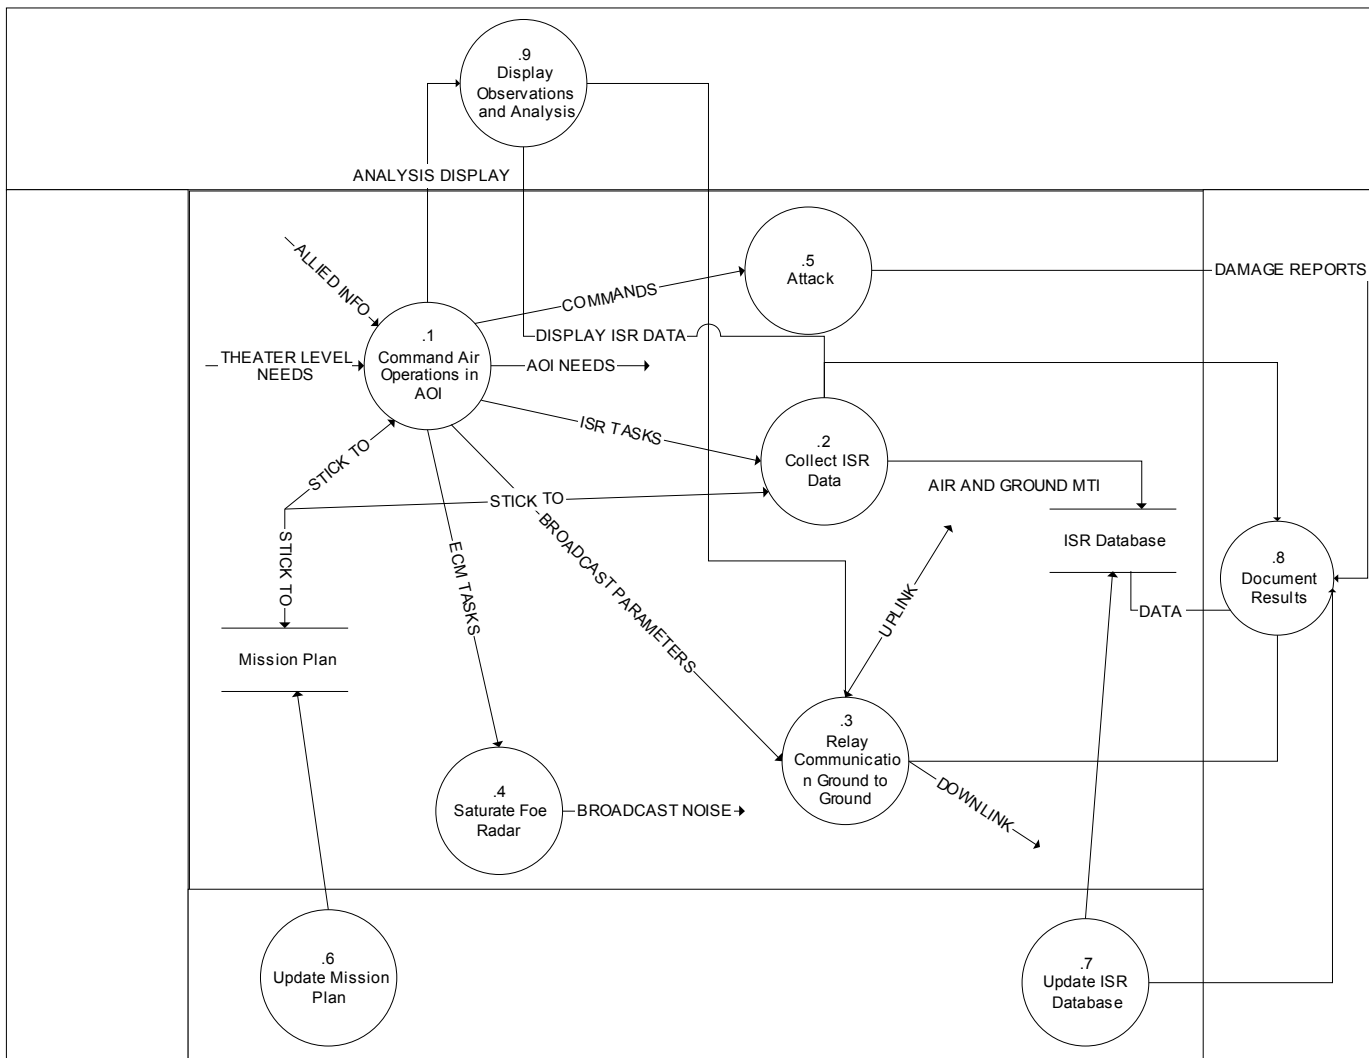 .9
Display
Observations
and Analysis
ANALYSIS DISPLAY
ALLIED INFO
.5
Attack
DAMAGE REPORTS
COMMANDS
.1
Command Air
Operations in
AOI
THEATER LEVEL
NEEDS
DISPLAY ISR DATA
AOI NEEDS
ISR TASKS
.2
Collect ISR
Data
STICK TO
STICK TO
STICK TO
AIR AND GROUND MTI
ISR Database
.8
Document
Results
DATA
ECM TASKS
BROADCAST PARAMETERS
UPLINK
Mission Plan
.3
Relay
Communicatio
n Ground to
Ground
DOWNLINK
.4
Saturate Foe
Radar
BROADCAST NOISE
.6
Update Mission
Plan
.7
Update ISR
Database